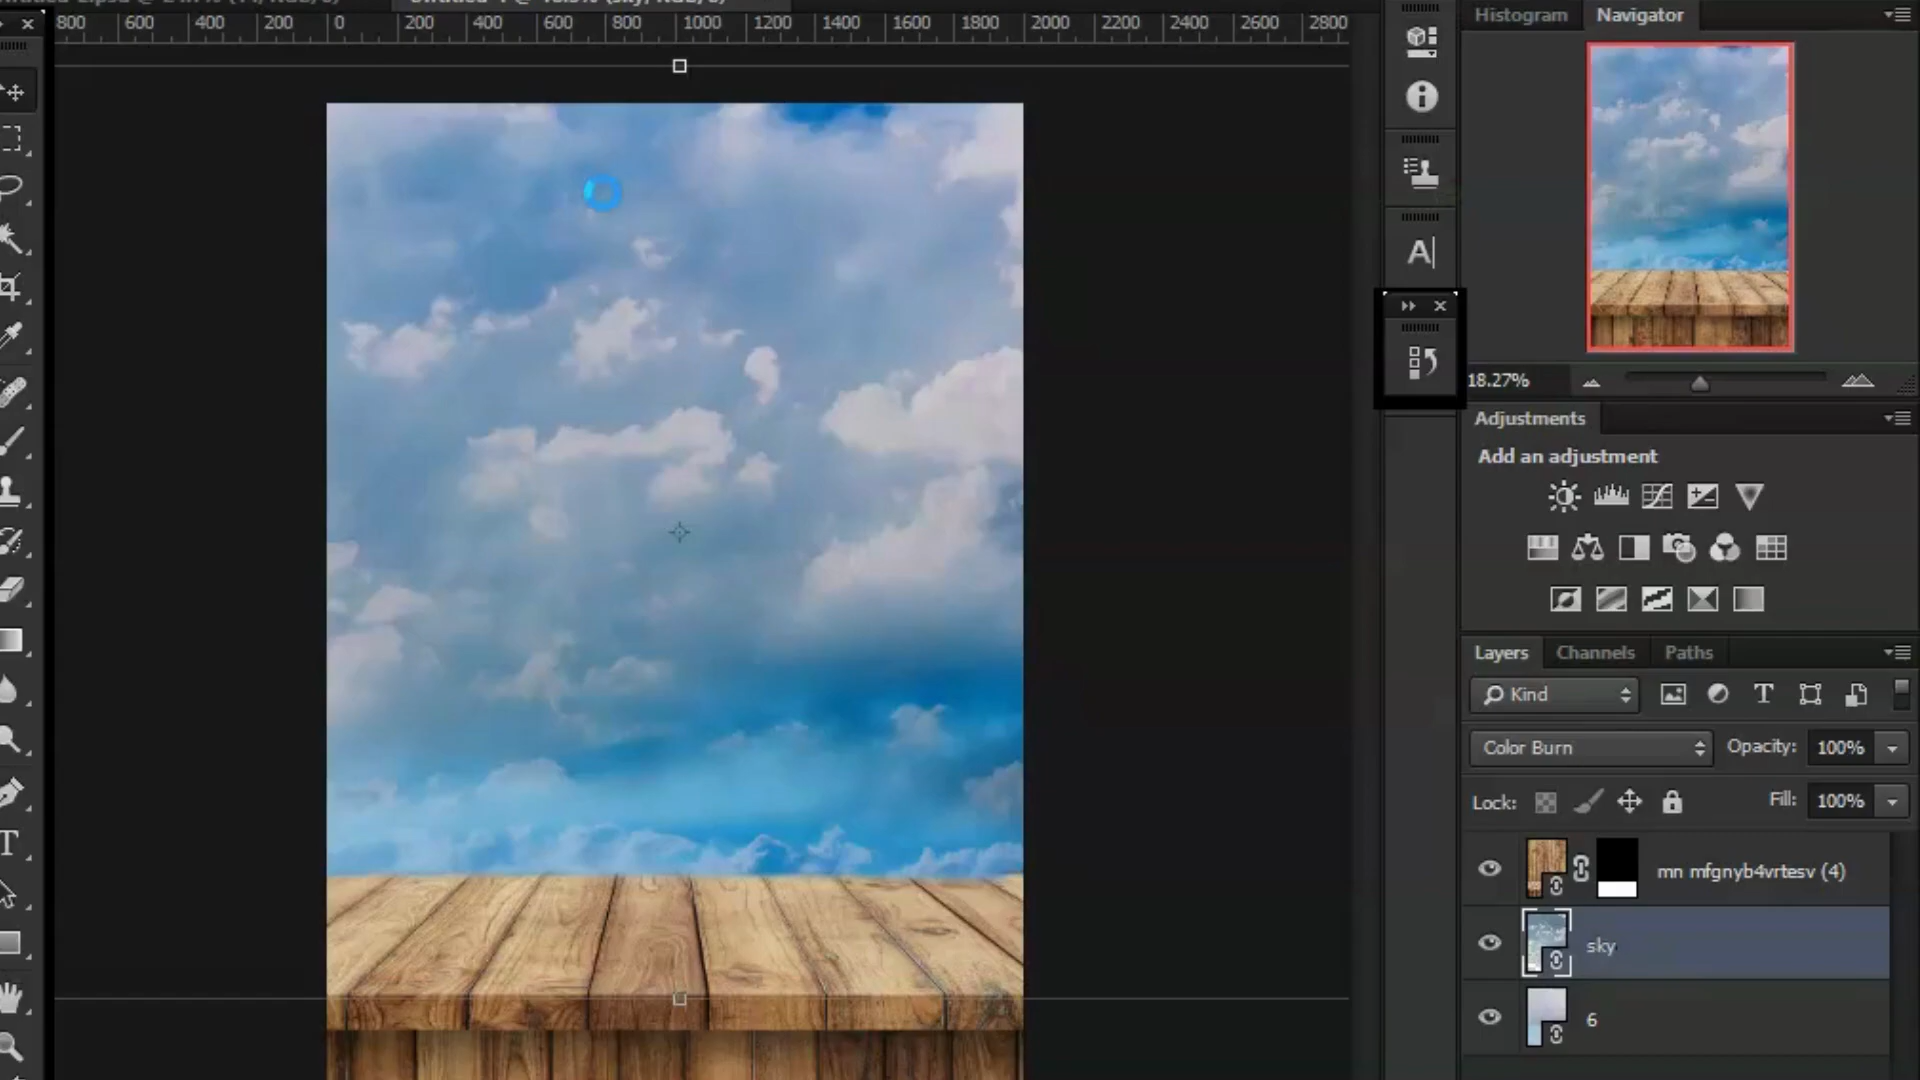 800 600 400 200 0 200 400 600 800 1000 1200 1400 1600 1800 2000 2200 2400 2600 2800
Histogram Navigator
A
18.27%
Adjustments
Add an adjustment
Layers Channels Paths
Kind T
Color Burn Opacity: 100%
Lock: Fill: 100%
T
mn mfgnyb4vrtesv (4)
sky
6